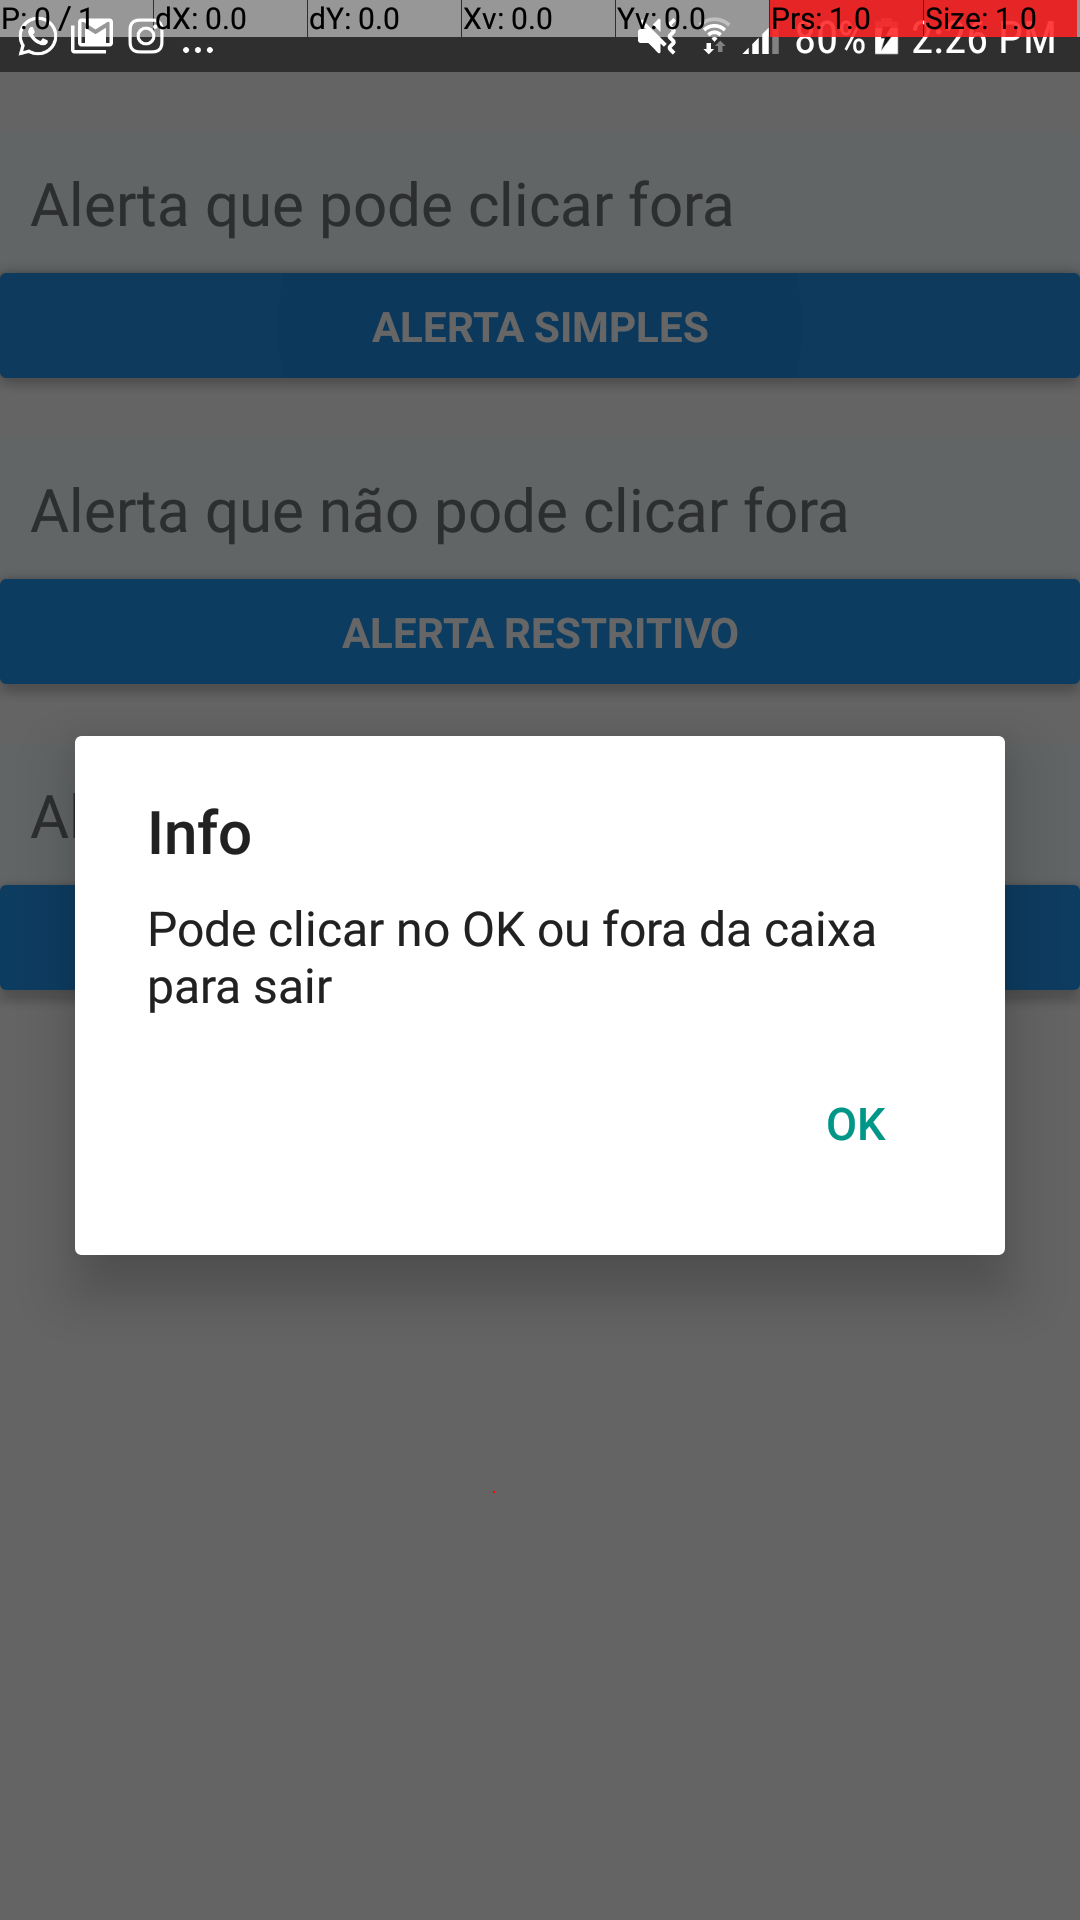 P: 0 / 1 dX: 0.0 dY: 0.0 Xv: 0.0 Yv: 0.0 Prs: 1.0 Size: 1.0
80% 2:26 PM
Alerta que pode clicar fora
ALERTA SIMPLES
Alerta que não pode clicar fora
ALERTA RESTRITIVO
Al
Info
Pode clicar no OK ou fora da caixa
para sair
OK